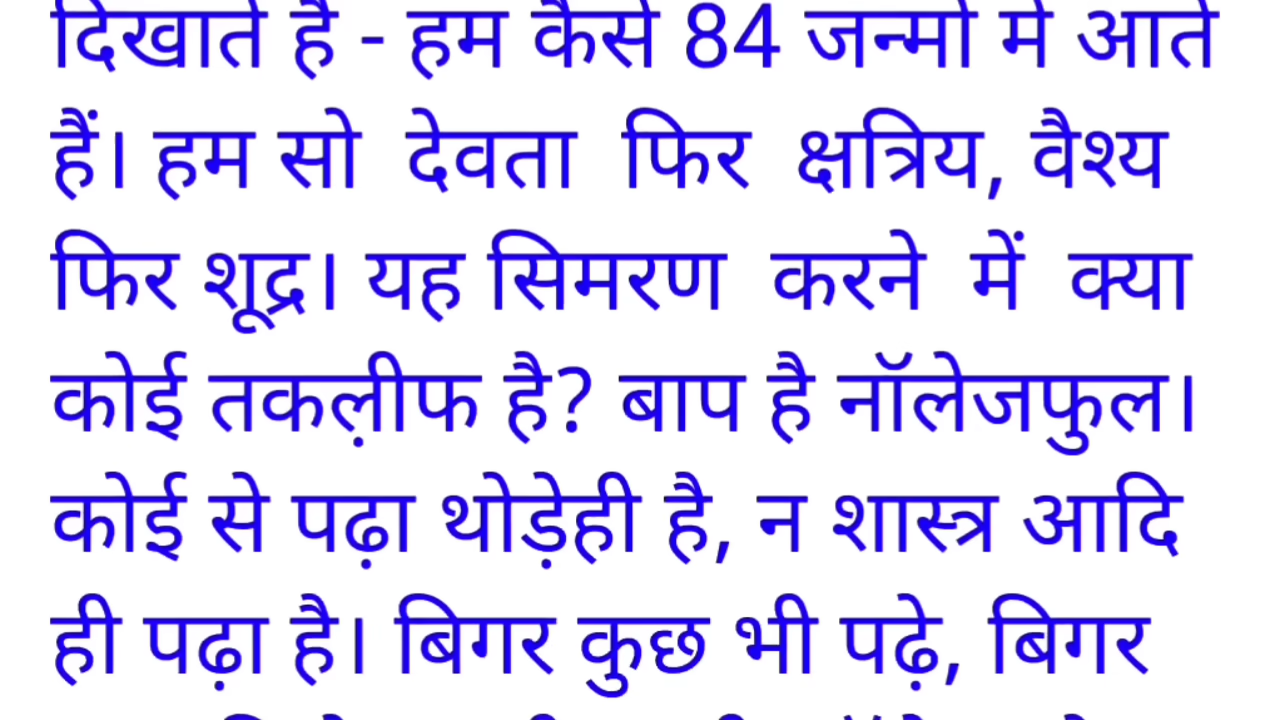 दिखाते हैं - हम कैसे 84 जन्मों में आते
हैं। हम सो देवता फिर क्षत्रिय, वैश्य
फिर शूद्र। यह सिमरण करने में क्या
कोई तकल़ीफ है? बाप है नॉलेजफुल।
कोई से पढ़ा थोड़ेही है, न शास्त्र आदि
ही पढ़ा है। बिगर कुछ भी पढ़े, बिगर